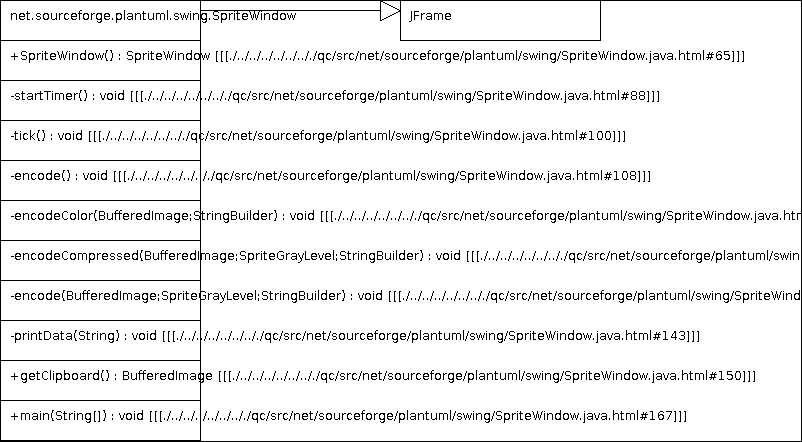 net.sourceforge.plantuml.swing.SpriteWindow
JFrame
+SpriteWindow() : SpriteWindow [[[./../../../../../../../qc/src/net/sourceforge/plantuml/swing/SpriteWindow.java.html#65]]]
-startTimer() : void [[[./../../../../../../../qc/src/net/sourceforge/plantuml/swing/SpriteWindow.java.html#88]]]
-tick() : void [[[./../../../../../../../qc/src/net/sourceforge/plantuml/swing/SpriteWindow.java.html#100]]]
-encode() : void [[[./../../../../../../../qc/src/net/sourceforge/plantuml/swing/SpriteWindow.java.html#108]]]
-encodeColor(BufferedImage;StringBuilder) : void [[[./../../../../../../../qc/src/net/sourceforge/plantuml/swing/SpriteWindow.java.htm
-encodeCompressed(BufferedImage;SpriteGrayLevel;StringBuilder) : void [[[./../../../../../../../qc/src/net/sourceforge/plantuml/swin
-encode(BufferedImage;SpriteGrayLevel;StringBuilder) : void [[[./../../../../../../../qc/src/net/sourceforge/plantuml/swing/SpriteWind
-printData(String) : void [[[./../../../../../../../qc/src/net/sourceforge/plantuml/swing/SpriteWindow.java.html#143]]]
+getClipboard() : BufferedImage [[[./../../../../../../../qc/src/net/sourceforge/plantuml/swing/SpriteWindow.java.html#150]]]
+main(String[]) : void [[[./../../../../../../../qc/src/net/sourceforge/plantuml/swing/SpriteWindow.java.html#167]]]